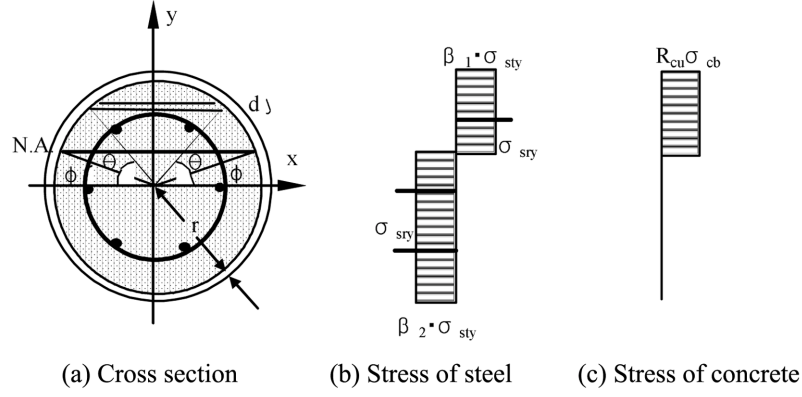 y
d y
N.A.
x
ϕ θ θ ϕ
r
β 1·σ sty
σ sry
σ sry
β 2·σ sty
Rcuσ cb
(a) Cross section
(b) Stress of steel
(c) Stress of concrete